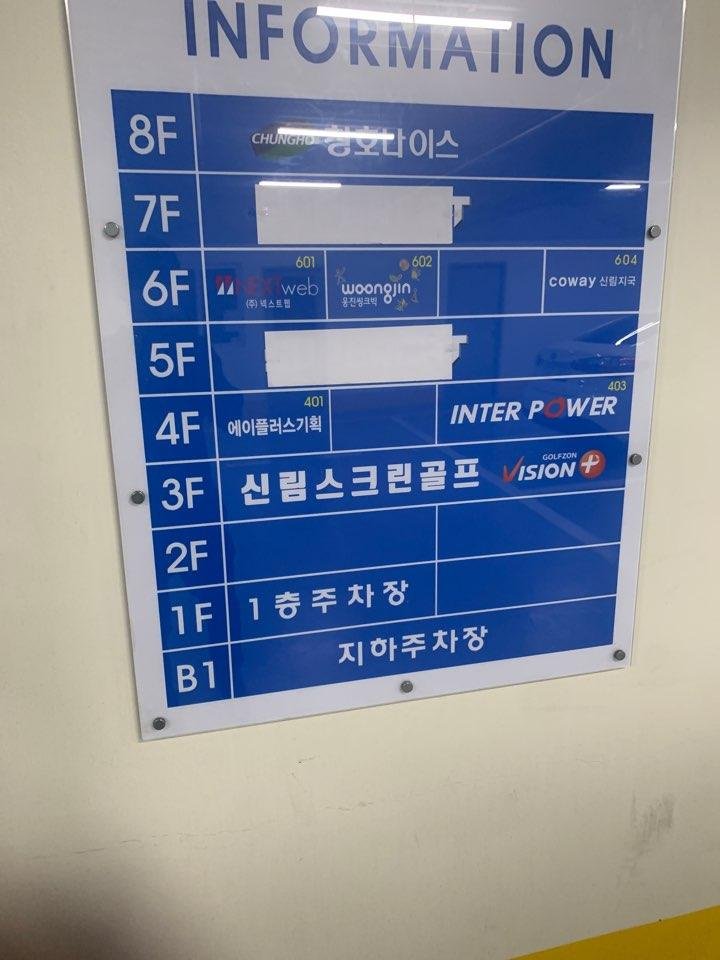 INFORMATION
8F CHUNGHO 청호나이스
7F
6F 601 NEXTweb (주) 넥스트웹 602 woongjin 웅진씽크빅 604 coway 신림지국
5F
4F 401 에이플러스기획 403 INTER POWER
3F 신림스크린골프 GOLFZON VISION+
2F
1F 1층주차장
B1 지하주차장